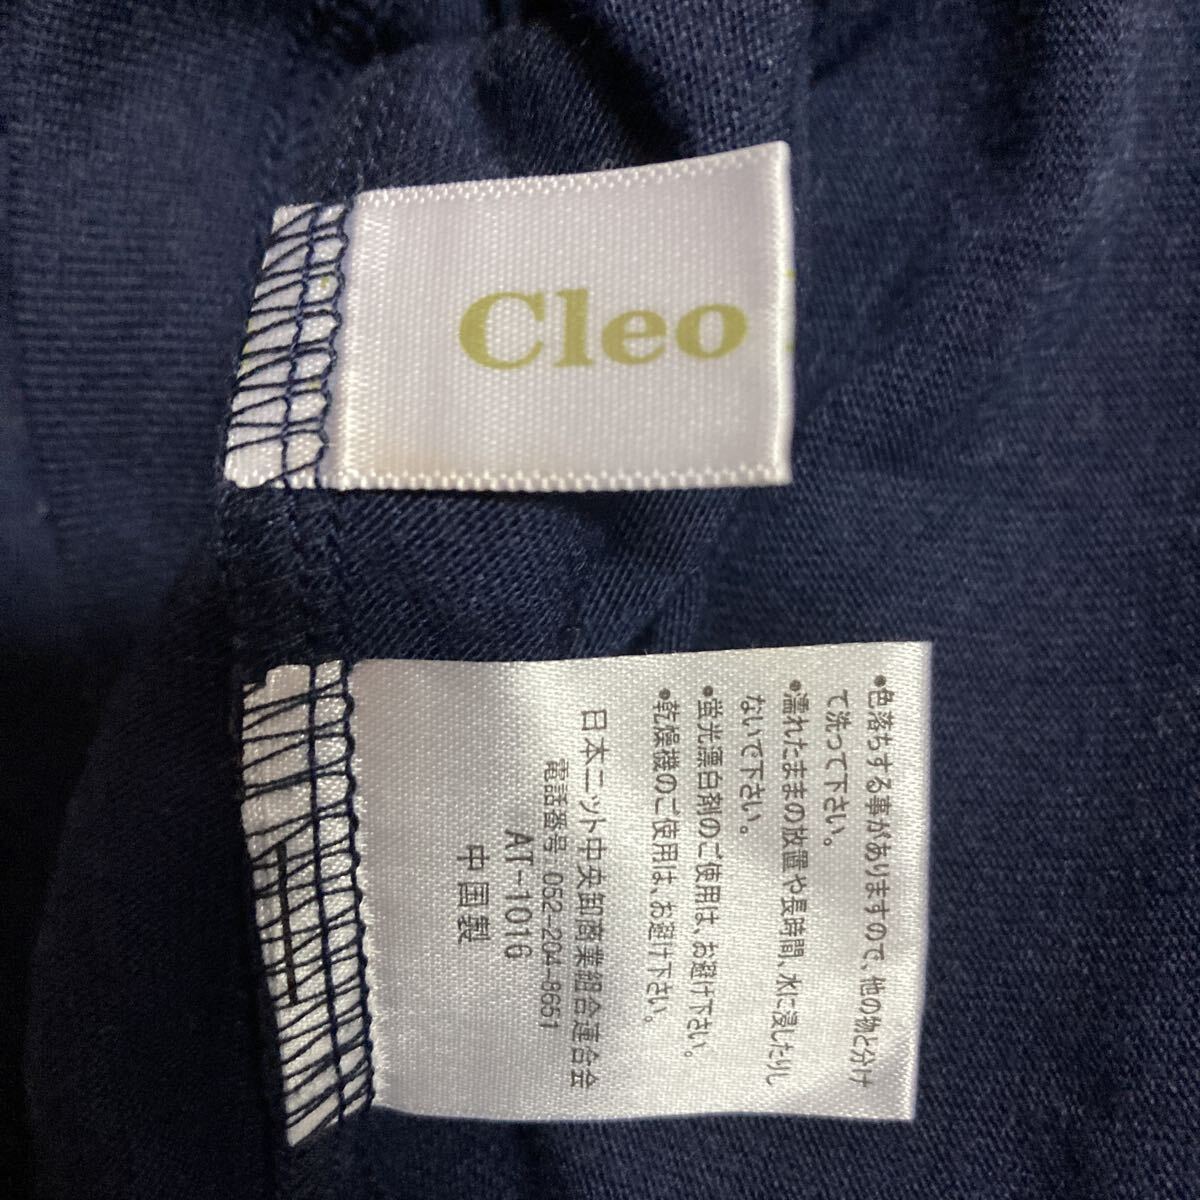 Cleo
•色落ちする事がありますので、他の物と分け
て洗って下さい。
•濡れたままの放置や長時間、水に浸したりし
ないで下さい。
•蛍光漂白剤のご使用は、お避け下さい。
•乾燥機のご使用は、お避け下さい。
日本ニット中央卸商業組合連合会
電話番号 052-204-8651
AT-1016
中国製